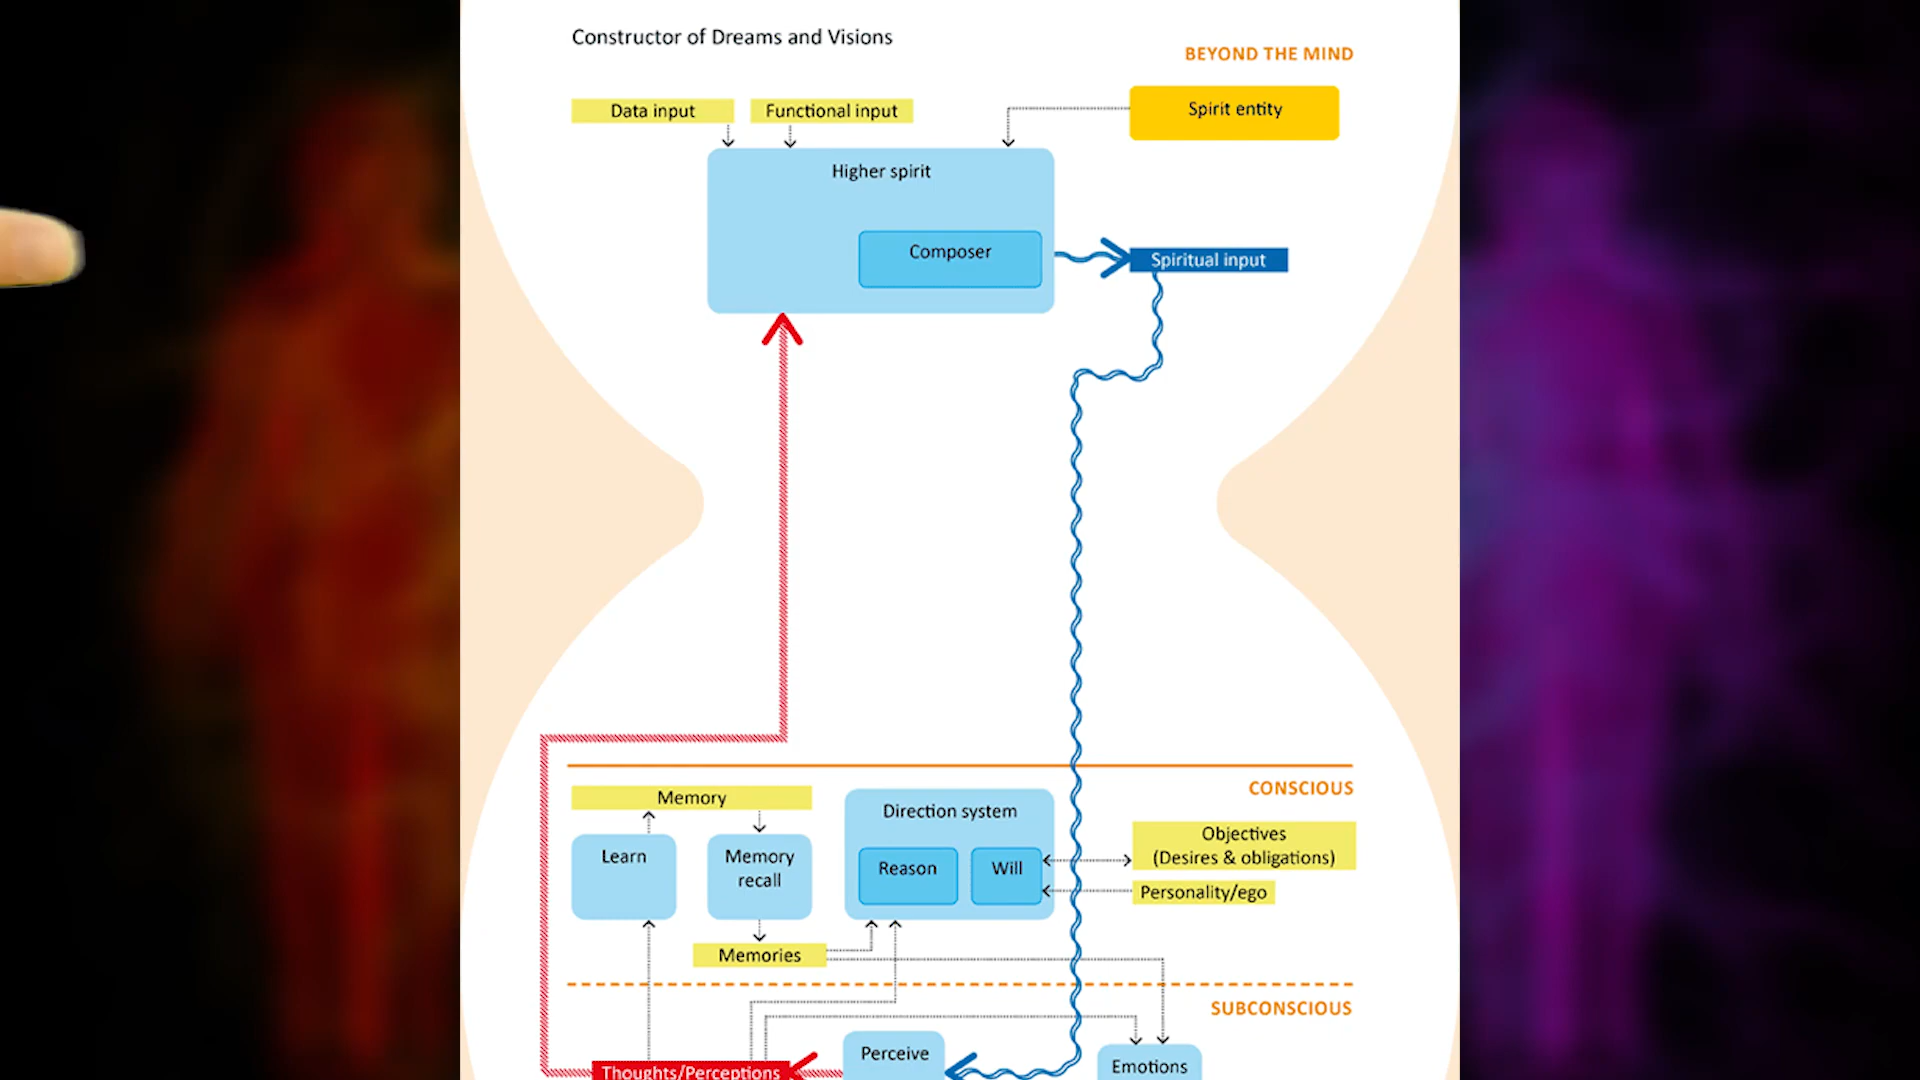 Constructor of Dreams and Visions
BEYOND THE MIND
Data input
Functional input
Spirit entity
Higher spirit
Composer
Spiritual input
CONSCIOUS
Memory
Direction system
Objectives
(Desires & obligations)
Learn
Memory
recall
Reason
Will
Personality/ego
Memories
SUBCONSCIOUS
Perceive
Emotions
Thoughts/Perceptions